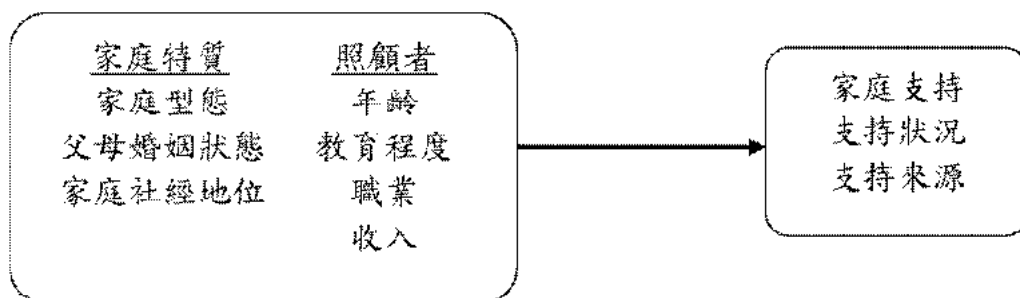 家庭特質
家庭型態
父母婚姻狀態
家庭社經地位
照顧者
年齡
教育程度
職業
收入
家庭支持
支持狀況
支持來源